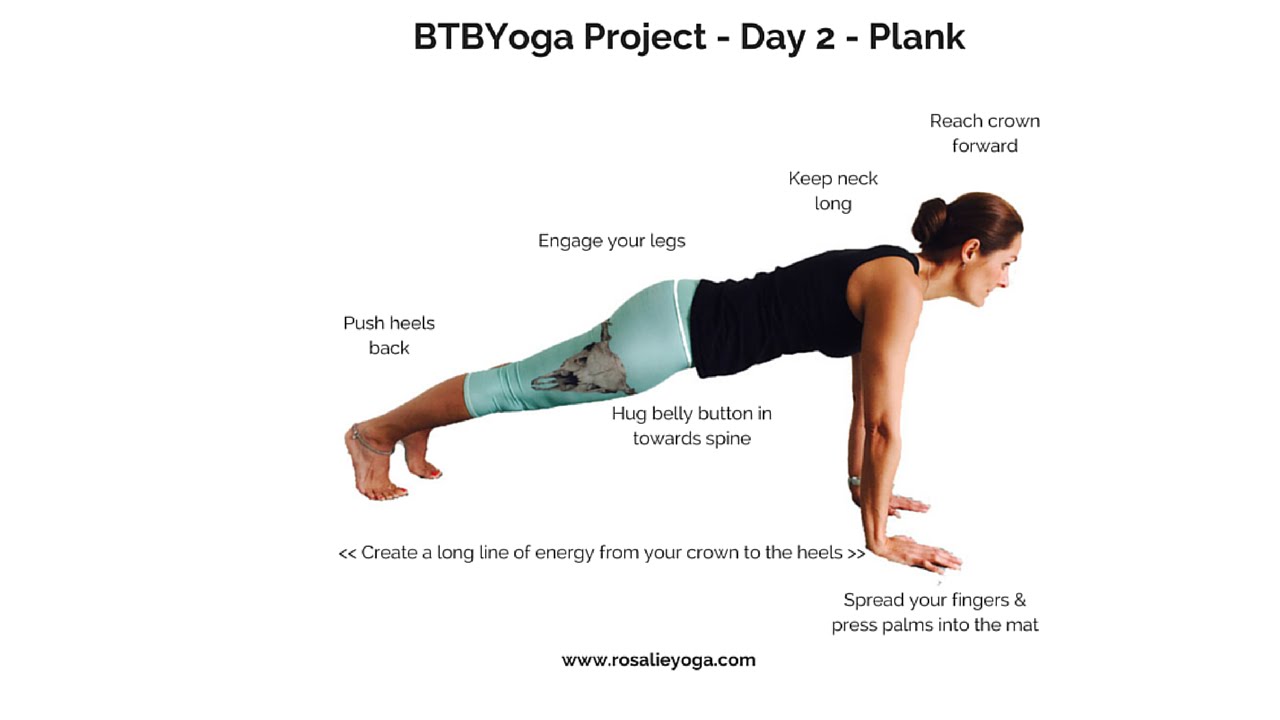 BTBYoga Project - Day 2 - Plank
Reach crown
forward
Keep neck
long
Engage your legs
Push heels
back
Hug belly button in
towards spine
<< Create a long line of energy from your crown to the heels >>
Spread your fingers &
press palms into the mat
www.rosalieyoga.com